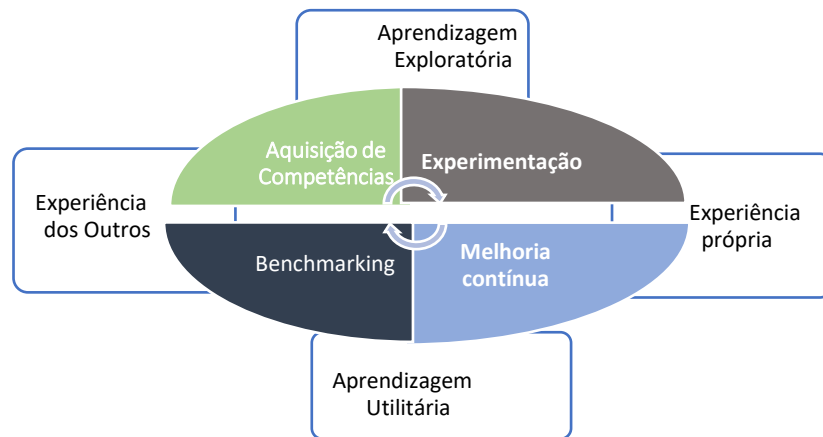 Aprendizagem
Exploratória
Aquisição de
Competências
Experimentação
Experiência
dos Outros
Experiência
própria
Benchmarking
Melhoria
contínua
Aprendizagem
Utilitária